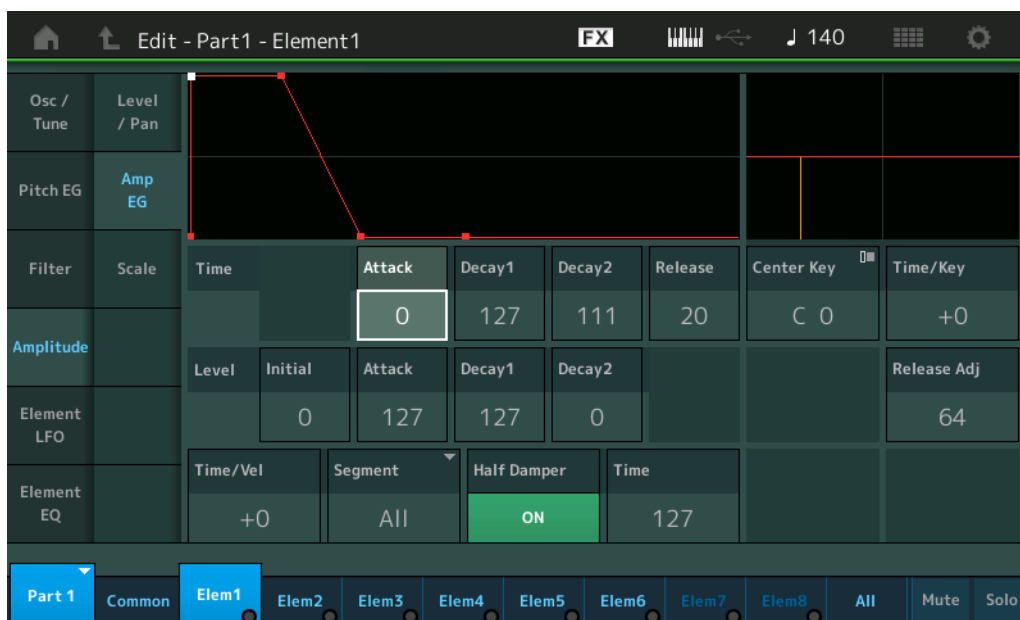 Edit - Part1 - Element1
FX
140
Osc / Tune
Level / Pan
Pitch EG
Amp EG
Filter
Scale
Amplitude
Element LFO
Element EQ
Time
Attack
Decay1
Decay2
Release
Center Key
Time/Key
0
127
111
20
C 0
+0
Level
Initial
Attack
Decay1
Decay2
Release Adj
0
127
127
0
64
Time/Vel
Segment
Half Damper
Time
+0
All
ON
127
Part 1
Common
Elem1
Elem2
Elem3
Elem4
Elem5
Elem6
Elem7
Elem8
All
Mute
Solo